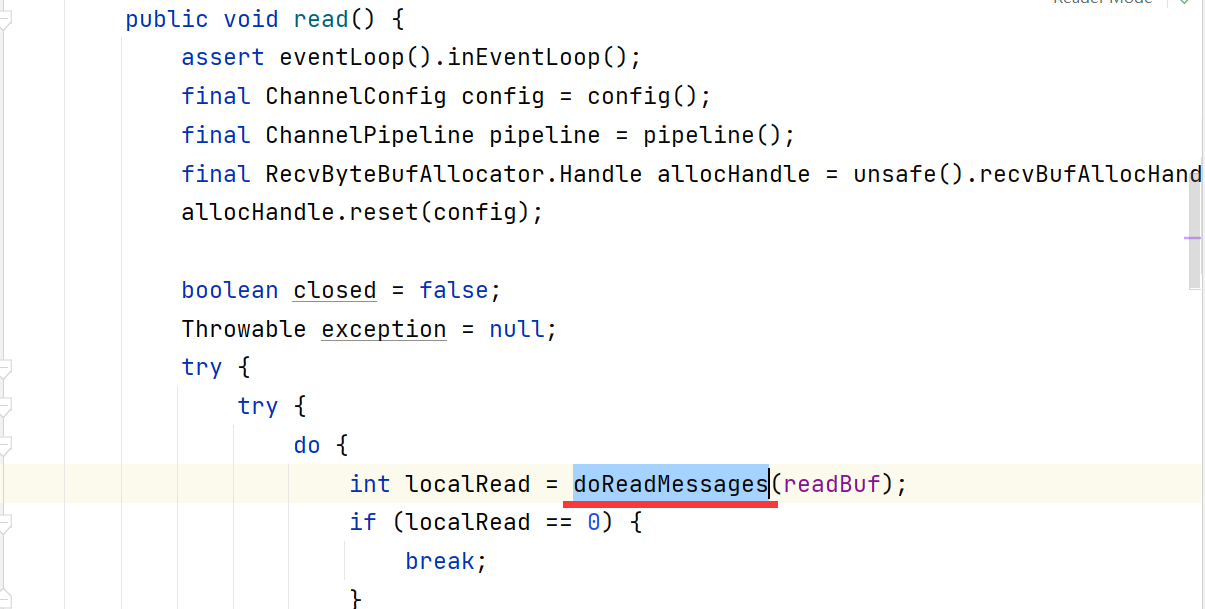 Reader Mode
public void read() {
assert eventLoop().inEventLoop();
final ChannelConfig config = config();
final ChannelPipeline pipeline = pipeline();
final RecvByteBufAllocator.Handle allocHandle = unsafe().recvBufAllocHand
allocHandle.reset(config);
boolean closed = false;
Throwable exception = null;
try {
try {
do {
int localRead = doReadMessages(readBuf);
if (localRead == 0) {
break;
}